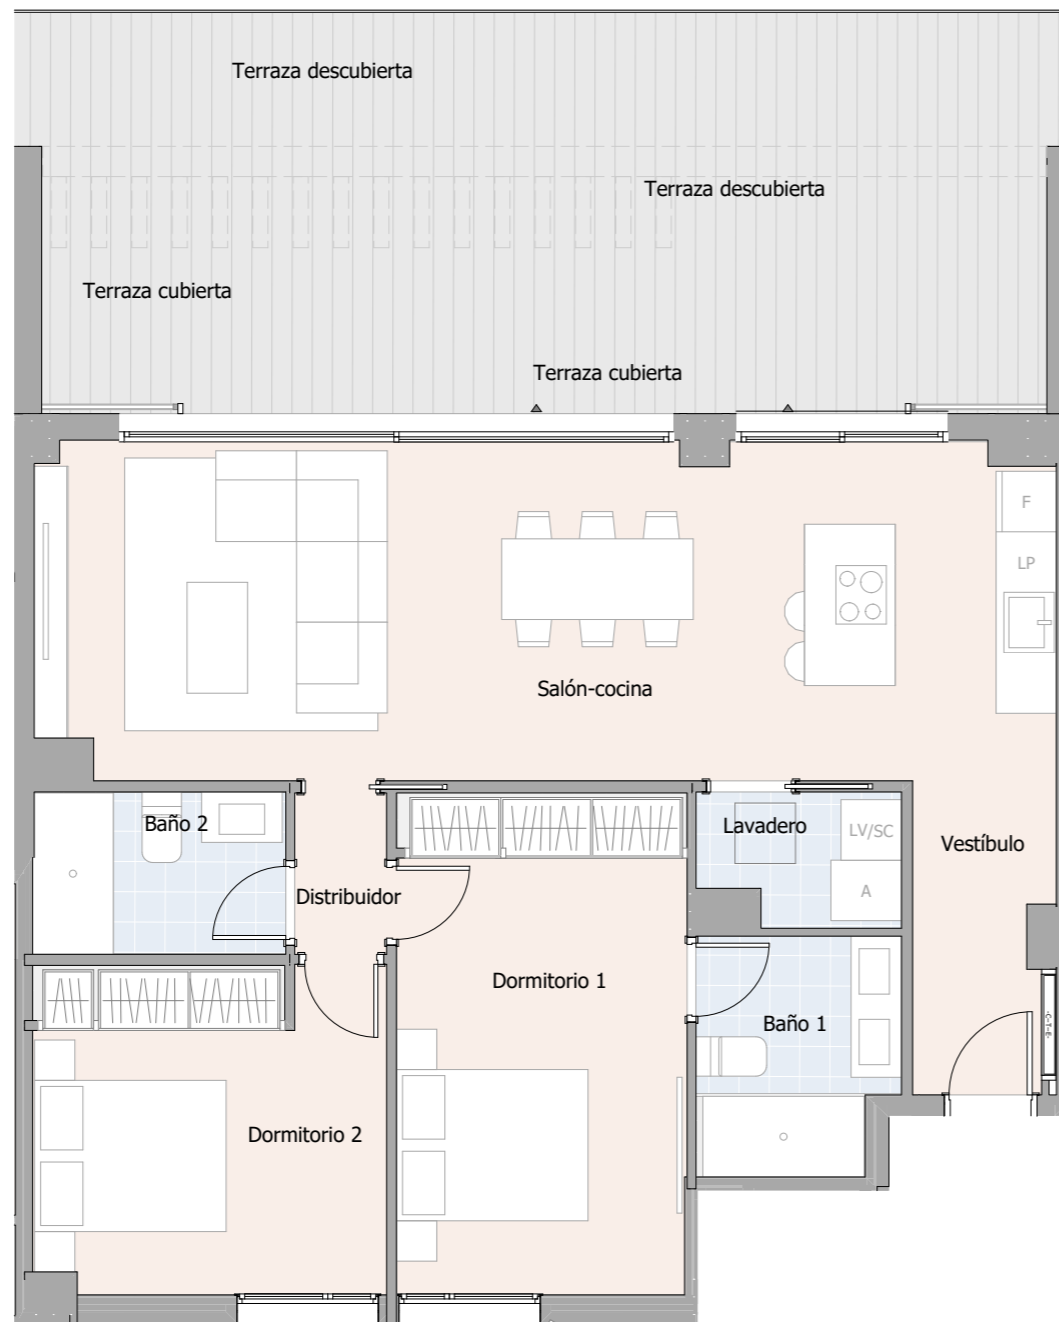 Terraza descubierta
Terraza descubierta
Terraza cubierta
Terraza cubierta
F
LP
Salón-cocina
Baño 2
Lavadero
LV/SC
Vestíbulo
A
Distribuidor
Dormitorio 1
Baño 1
-C-T-E-
Dormitorio 2